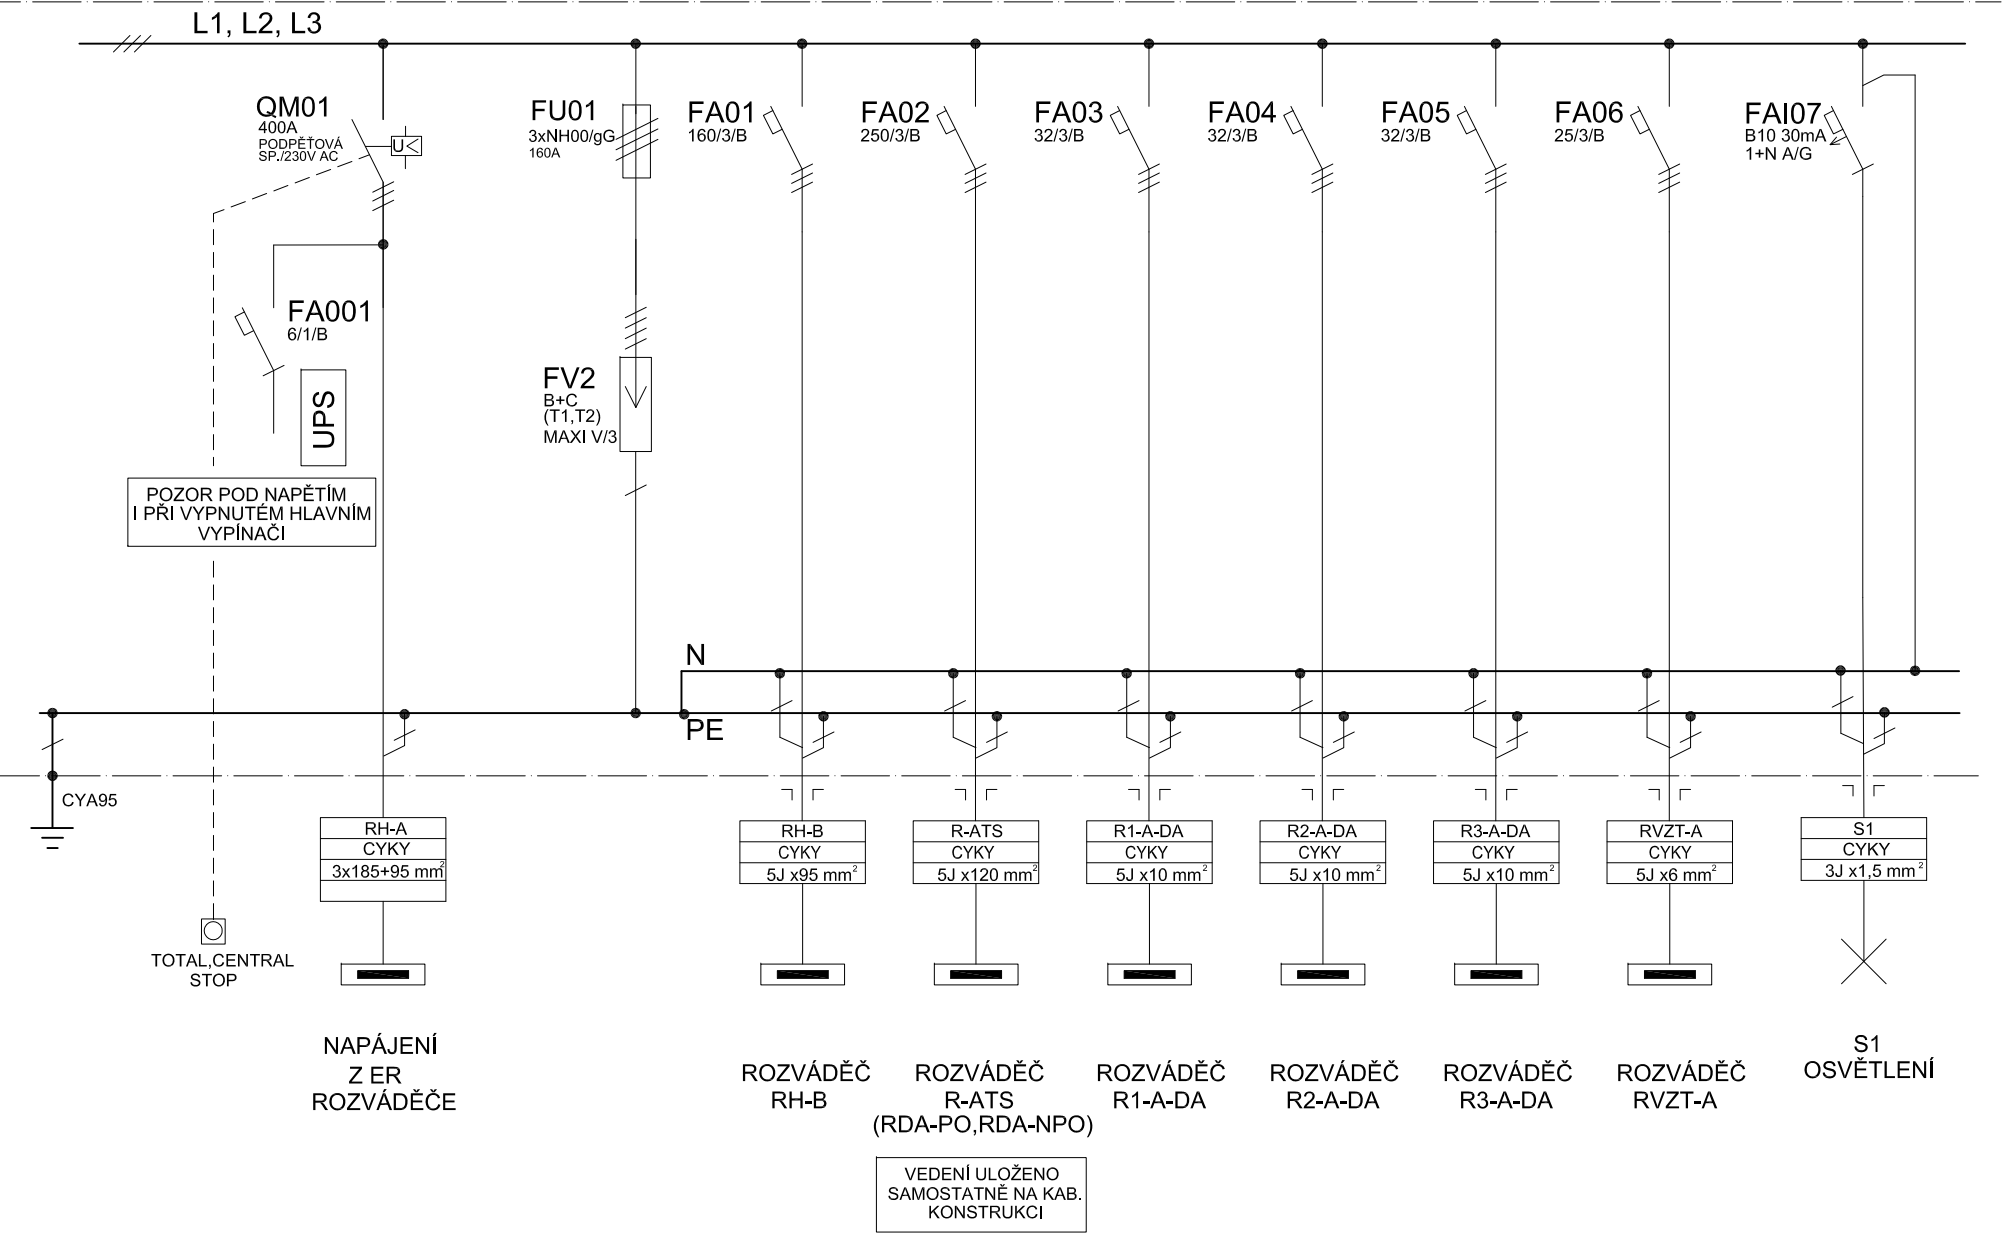 L1, L2, L3
QM01
400A
PODPĚŤOVÁ
SP./230V AC
U<
FU01
3xNH00/gG
160A
FA01
160/3/B
FA02
250/3/B
FA03
32/3/B
FA04
32/3/B
FA05
32/3/B
FA06
25/3/B
FAI07
B10 30mA
1+N A/G
FA001
6/1/B
UPS
FV2
B+C
(T1,T2)
MAXI V/3
POZOR POD NAPĚTÍM
I PŘI VYPNUTÉM HLAVNÍM
VYPÍNAČI
N
PE
CYA95
RH-A
CYKY
3x185+95 mm²
RH-B
CYKY
5J x95 mm²
R-ATS
CYKY
5J x120 mm²
R1-A-DA
CYKY
5J x10 mm²
R2-A-DA
CYKY
5J x10 mm²
R3-A-DA
CYKY
5J x10 mm²
RVZT-A
CYKY
5J x6 mm²
S1
CYKY
3J x1,5 mm²
TOTAL,CENTRAL
STOP
NAPÁJENÍ
Z ER
ROZVÁDĚČE
ROZVÁDĚČ
RH-B
ROZVÁDĚČ
R-ATS
(RDA-PO,RDA-NPO)
ROZVÁDĚČ
R1-A-DA
ROZVÁDĚČ
R2-A-DA
ROZVÁDĚČ
R3-A-DA
ROZVÁDĚČ
RVZT-A
S1
OSVĚTLENÍ
VEDENÍ ULOŽENO
SAMOSTATNĚ NA KAB.
KONSTRUKCI